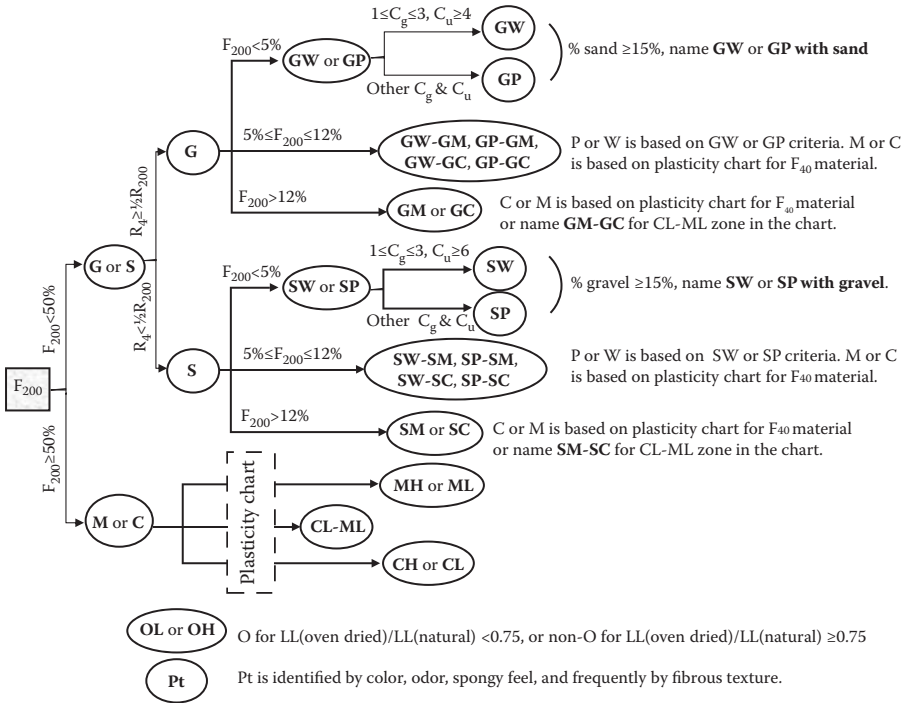 1≤Cg≤3, Cu≥4
GW
F200<5%
GW or GP
% sand ≥15%, name GW or GP with sand
GP
Other Cg & Cu
G
5%≤F200≤12%
GW-GM, GP-GM,
GW-GC, GP-GC
P or W is based on GW or GP criteria. M or C
is based on plasticity chart for F40 material.
R4≥½R200
F200>12%
GM or GC
C or M is based on plasticity chart for F40 material
or name GM-GC for CL-ML zone in the chart.
G or S
1≤Cg≤3, Cu≥6
SW
F200<5%
SW or SP
% gravel ≥15%, name SW or SP with gravel.
SP
Other Cg & Cu
F200<50%
R4<½R200
S
5%≤F200≤12%
SW-SM, SP-SM,
SW-SC, SP-SC
P or W is based on SW or SP criteria. M or C
is based on plasticity chart for F40 material.
F200
F200>12%
SM or SC
C or M is based on plasticity chart for F40 material
or name SM-SC for CL-ML zone in the chart.
F200≥50%
M or C
Plasticity chart
MH or ML
CL-ML
CH or CL
OL or OH
O for LL(oven dried)/LL(natural) <0.75, or non-O for LL(oven dried)/LL(natural) ≥0.75
Pt
Pt is identified by color, odor, spongy feel, and frequently by fibrous texture.